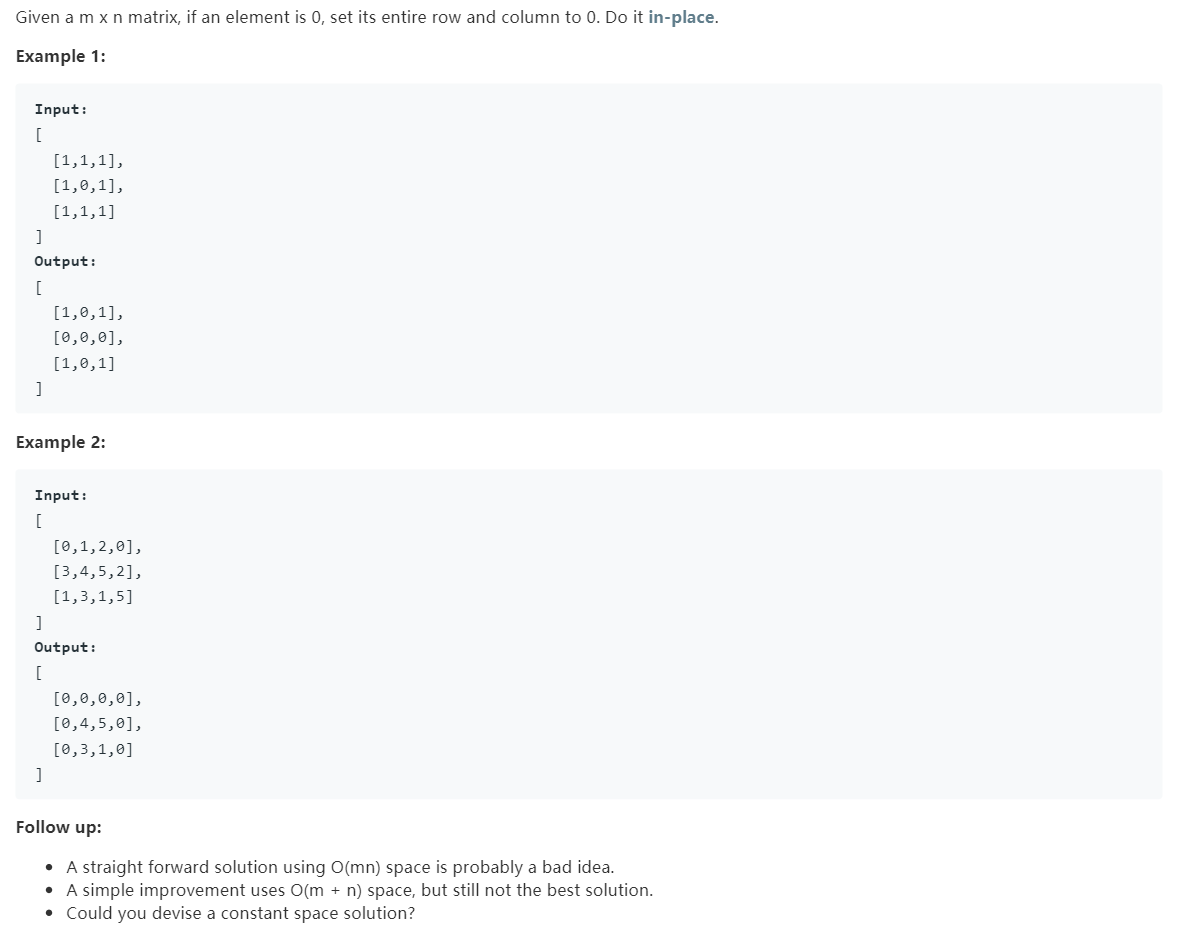 Given a m x n matrix, if an element is 0, set its entire row and column to 0. Do it in-place.
Example 1:
Input:
[
  [1,1,1],
  [1,0,1],
  [1,1,1]
]
Output:
[
  [1,0,1],
  [0,0,0],
  [1,0,1]
]
Example 2:
Input:
[
  [0,1,2,0],
  [3,4,5,2],
  [1,3,1,5]
]
Output:
[
  [0,0,0,0],
  [0,4,5,0],
  [0,3,1,0]
]
Follow up:
• A straight forward solution using O(mn) space is probably a bad idea.
• A simple improvement uses O(m + n) space, but still not the best solution.
• Could you devise a constant space solution?